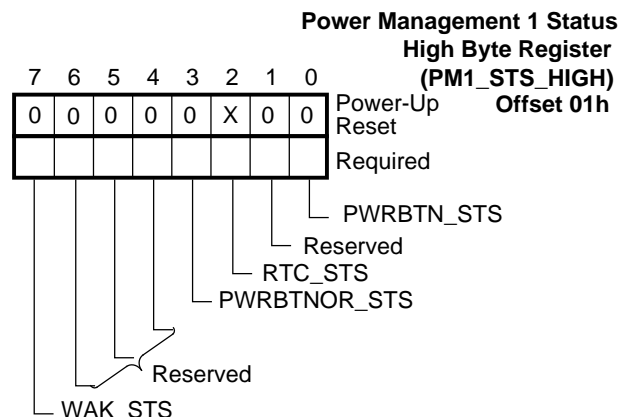 Power Management 1 Status
High Byte Register
(PM1_STS_HIGH)
Offset 01h
7 6 5 4 3 2 1 0
0 0 0 0 0 X 0 0
Power-Up
Reset
Required
PWRBTN_STS
Reserved
RTC_STS
PWRBTNOR_STS
Reserved
WAK_STS